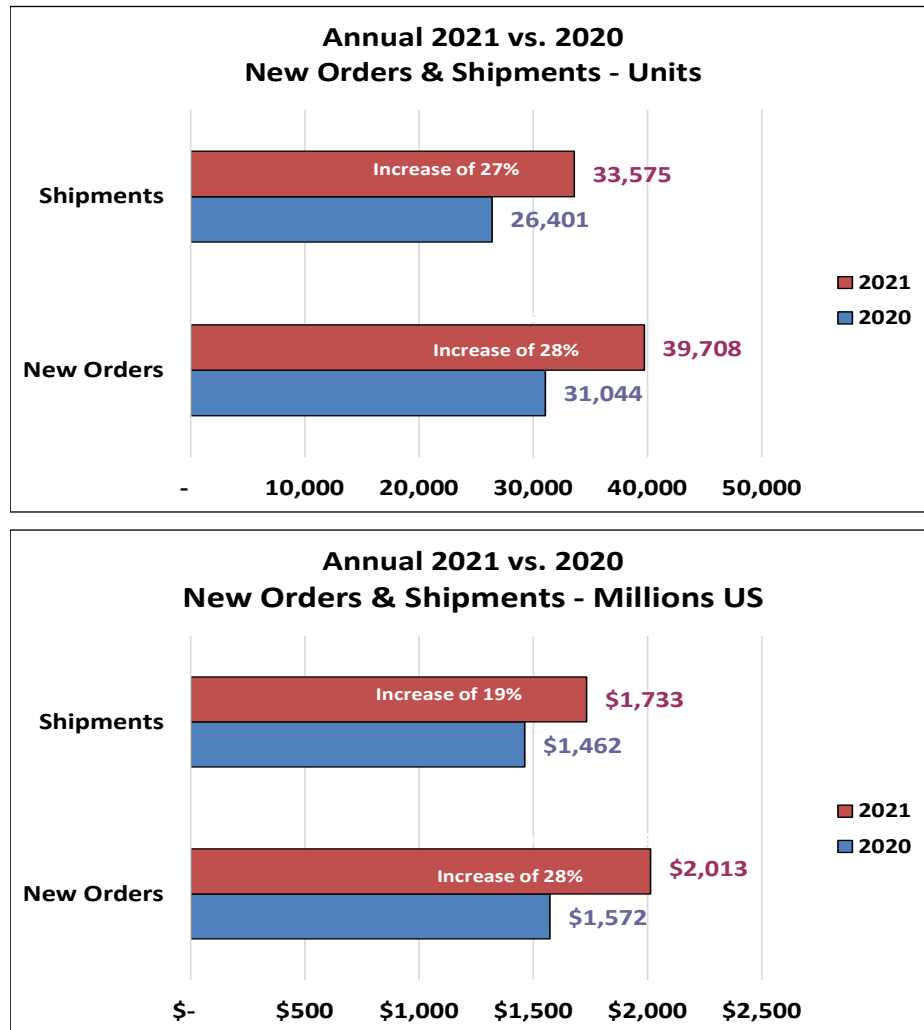 Annual 2021 vs. 2020
New Orders & Shipments - Units
Shipments
Increase of 27%
33,575
26,401
2021
2020
New Orders
Increase of 28%
39,708
31,044
- 10,000 20,000 30,000 40,000 50,000
Annual 2021 vs. 2020
New Orders & Shipments - Millions US
Shipments
Increase of 19%
$1,733
$1,462
2021
2020
New Orders
Increase of 28%
$2,013
$1,572
$- $500 $1,000 $1,500 $2,000 $2,500